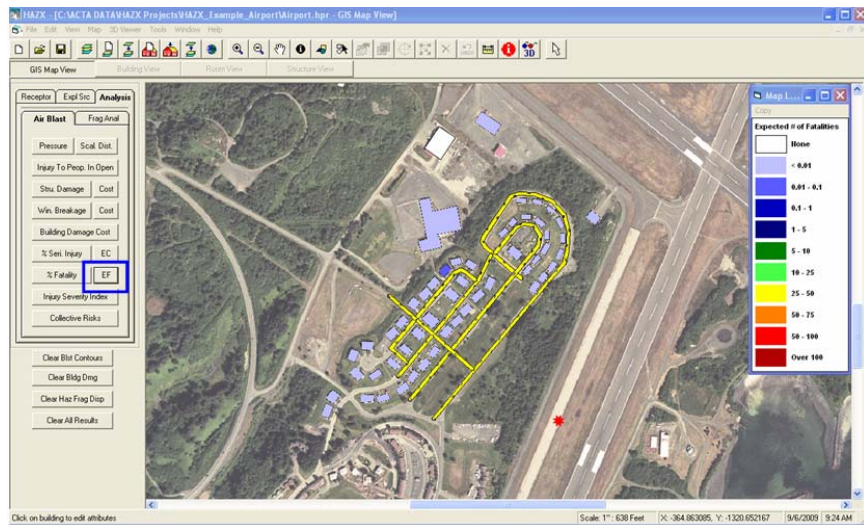 HAZX - [C:\ACTA DATA\HAZX Projects\HAZX_Example_Airport\Airport.hpr - GIS Map View]
File Edit View Map 3D Viewer Tools Window Help
3D
GIS Map View Building View Room View Structure View
Receptor Expl Src Analysis
Air Blast Frag Anal
Pressure Scal. Dist.
Injury To Peop. In Open
Stru. Damage Cost
Win. Breakage Cost
Building Damage Cost
% Seri. Injury EC
% Fatality EF
Injury Severity Index
Collective Risks
Clear Blst Contours
Clear Bldg Dmg
Clear Haz Frag Disp
Clear All Results
Map L...
Copy
Expected # of Fatalities
None
< 0.01
0.01 - 0.1
0.1 - 1
1 - 5
5 - 10
10 - 25
25 - 50
50 - 75
50 - 100
Over 100
Click on building to edit attributes
Scale: 1": 638 Feet X: -364.863085, Y: -1320.652167 9/6/2009 9:24 AM